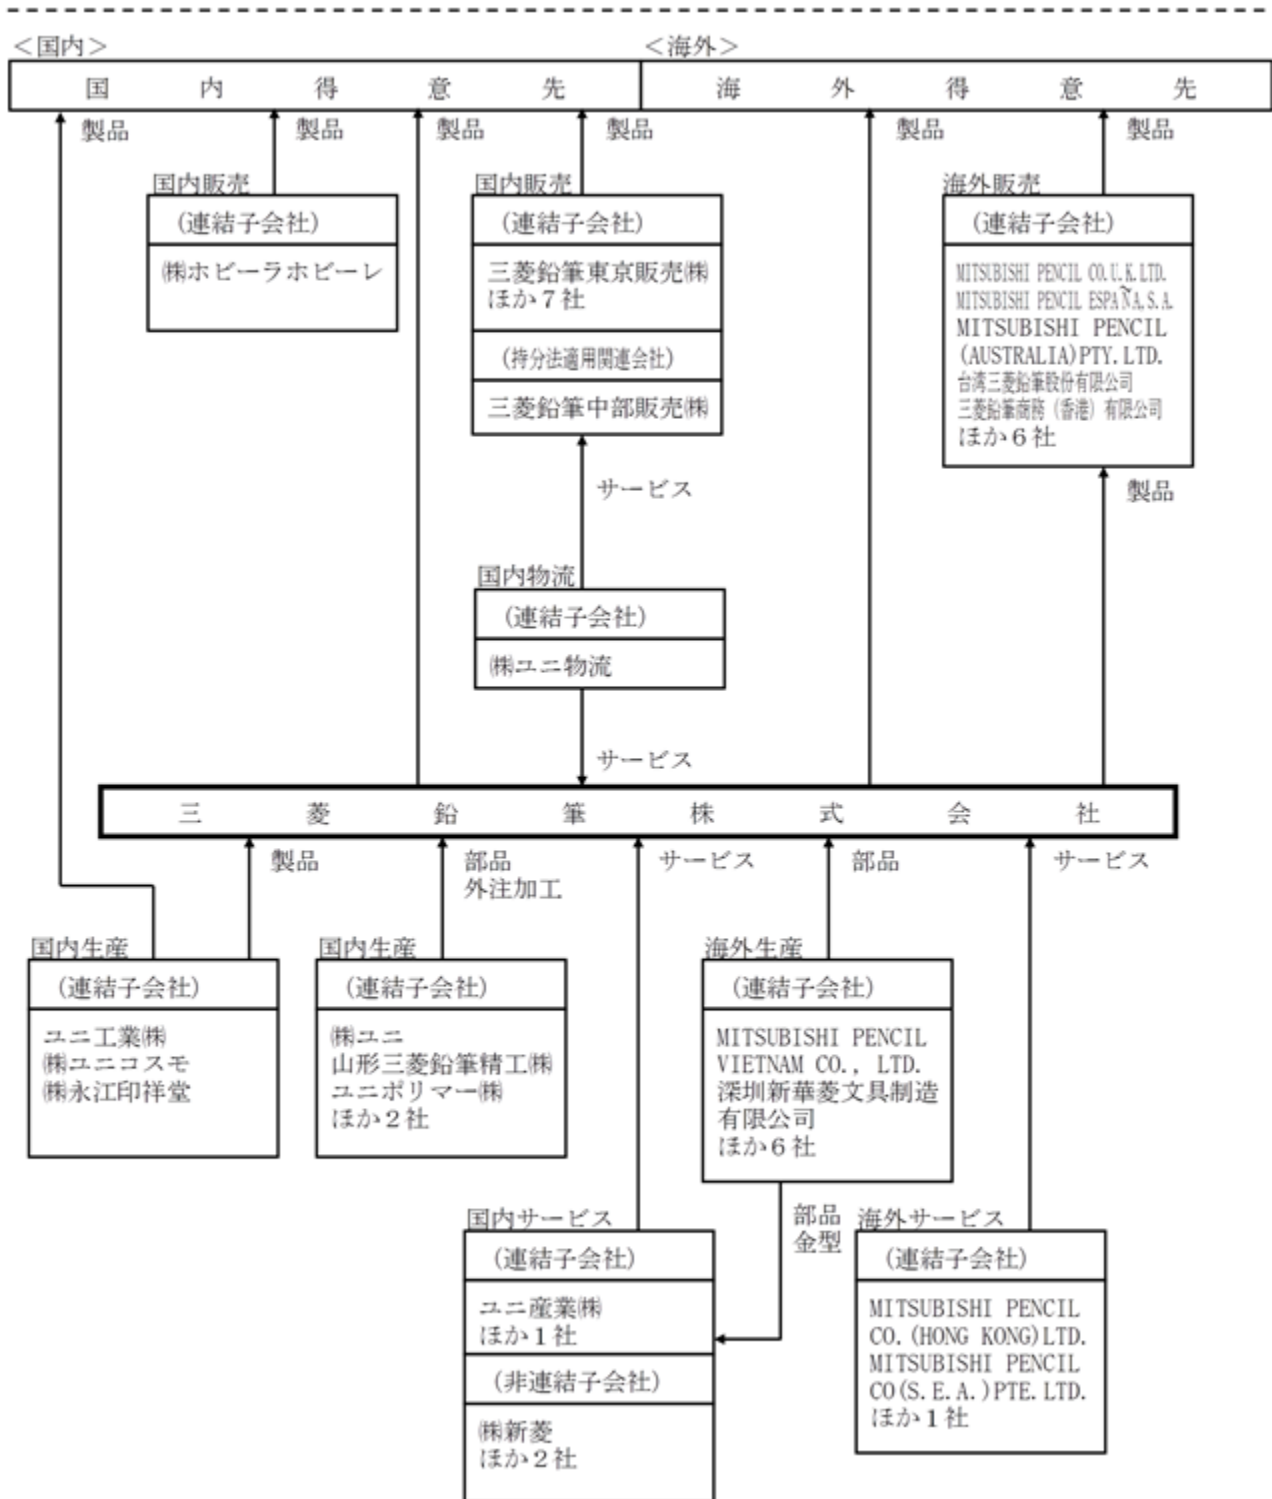 ＜国内＞
＜海外＞
国内得意先
海外得意先
製品
製品
製品
製品
製品
製品
国内販売
(連結子会社)
㈱ホビーラホビーレ
国内販売
(連結子会社)
三菱鉛筆東京販売㈱
ほか７社
(持分法適用関連会社)
三菱鉛筆中部販売㈱
海外販売
(連結子会社)
MITSUBISHI PENCIL CO.U.K.LTD.
MITSUBISHI PENCIL ESPAÑA,S.A.
MITSUBISHI PENCIL
(AUSTRALIA)PTY.LTD.
台湾三菱鉛筆股份有限公司
三菱鉛筆商務（香港）有限公司
ほか６社
サービス
製品
国内物流
(連結子会社)
㈱ユニ物流
サービス
三菱鉛筆株式会社
製品
部品
外注加工
サービス
部品
サービス
国内生産
(連結子会社)
ユニ工業㈱
㈱ユニコスモ
㈱永江印祥堂
国内生産
(連結子会社)
㈱ユニ
山形三菱鉛筆精工㈱
ユニポリマー㈱
ほか２社
海外生産
(連結子会社)
MITSUBISHI PENCIL
VIETNAM CO., LTD.
深圳新華菱文具制造
有限公司
ほか６社
部品
金型
国内サービス
(連結子会社)
ユニ産業㈱
ほか１社
(非連結子会社)
㈱新菱
ほか２社
海外サービス
(連結子会社)
MITSUBISHI PENCIL
CO.(HONG KONG)LTD.
MITSUBISHI PENCIL
CO(S.E.A.)PTE.LTD.
ほか１社